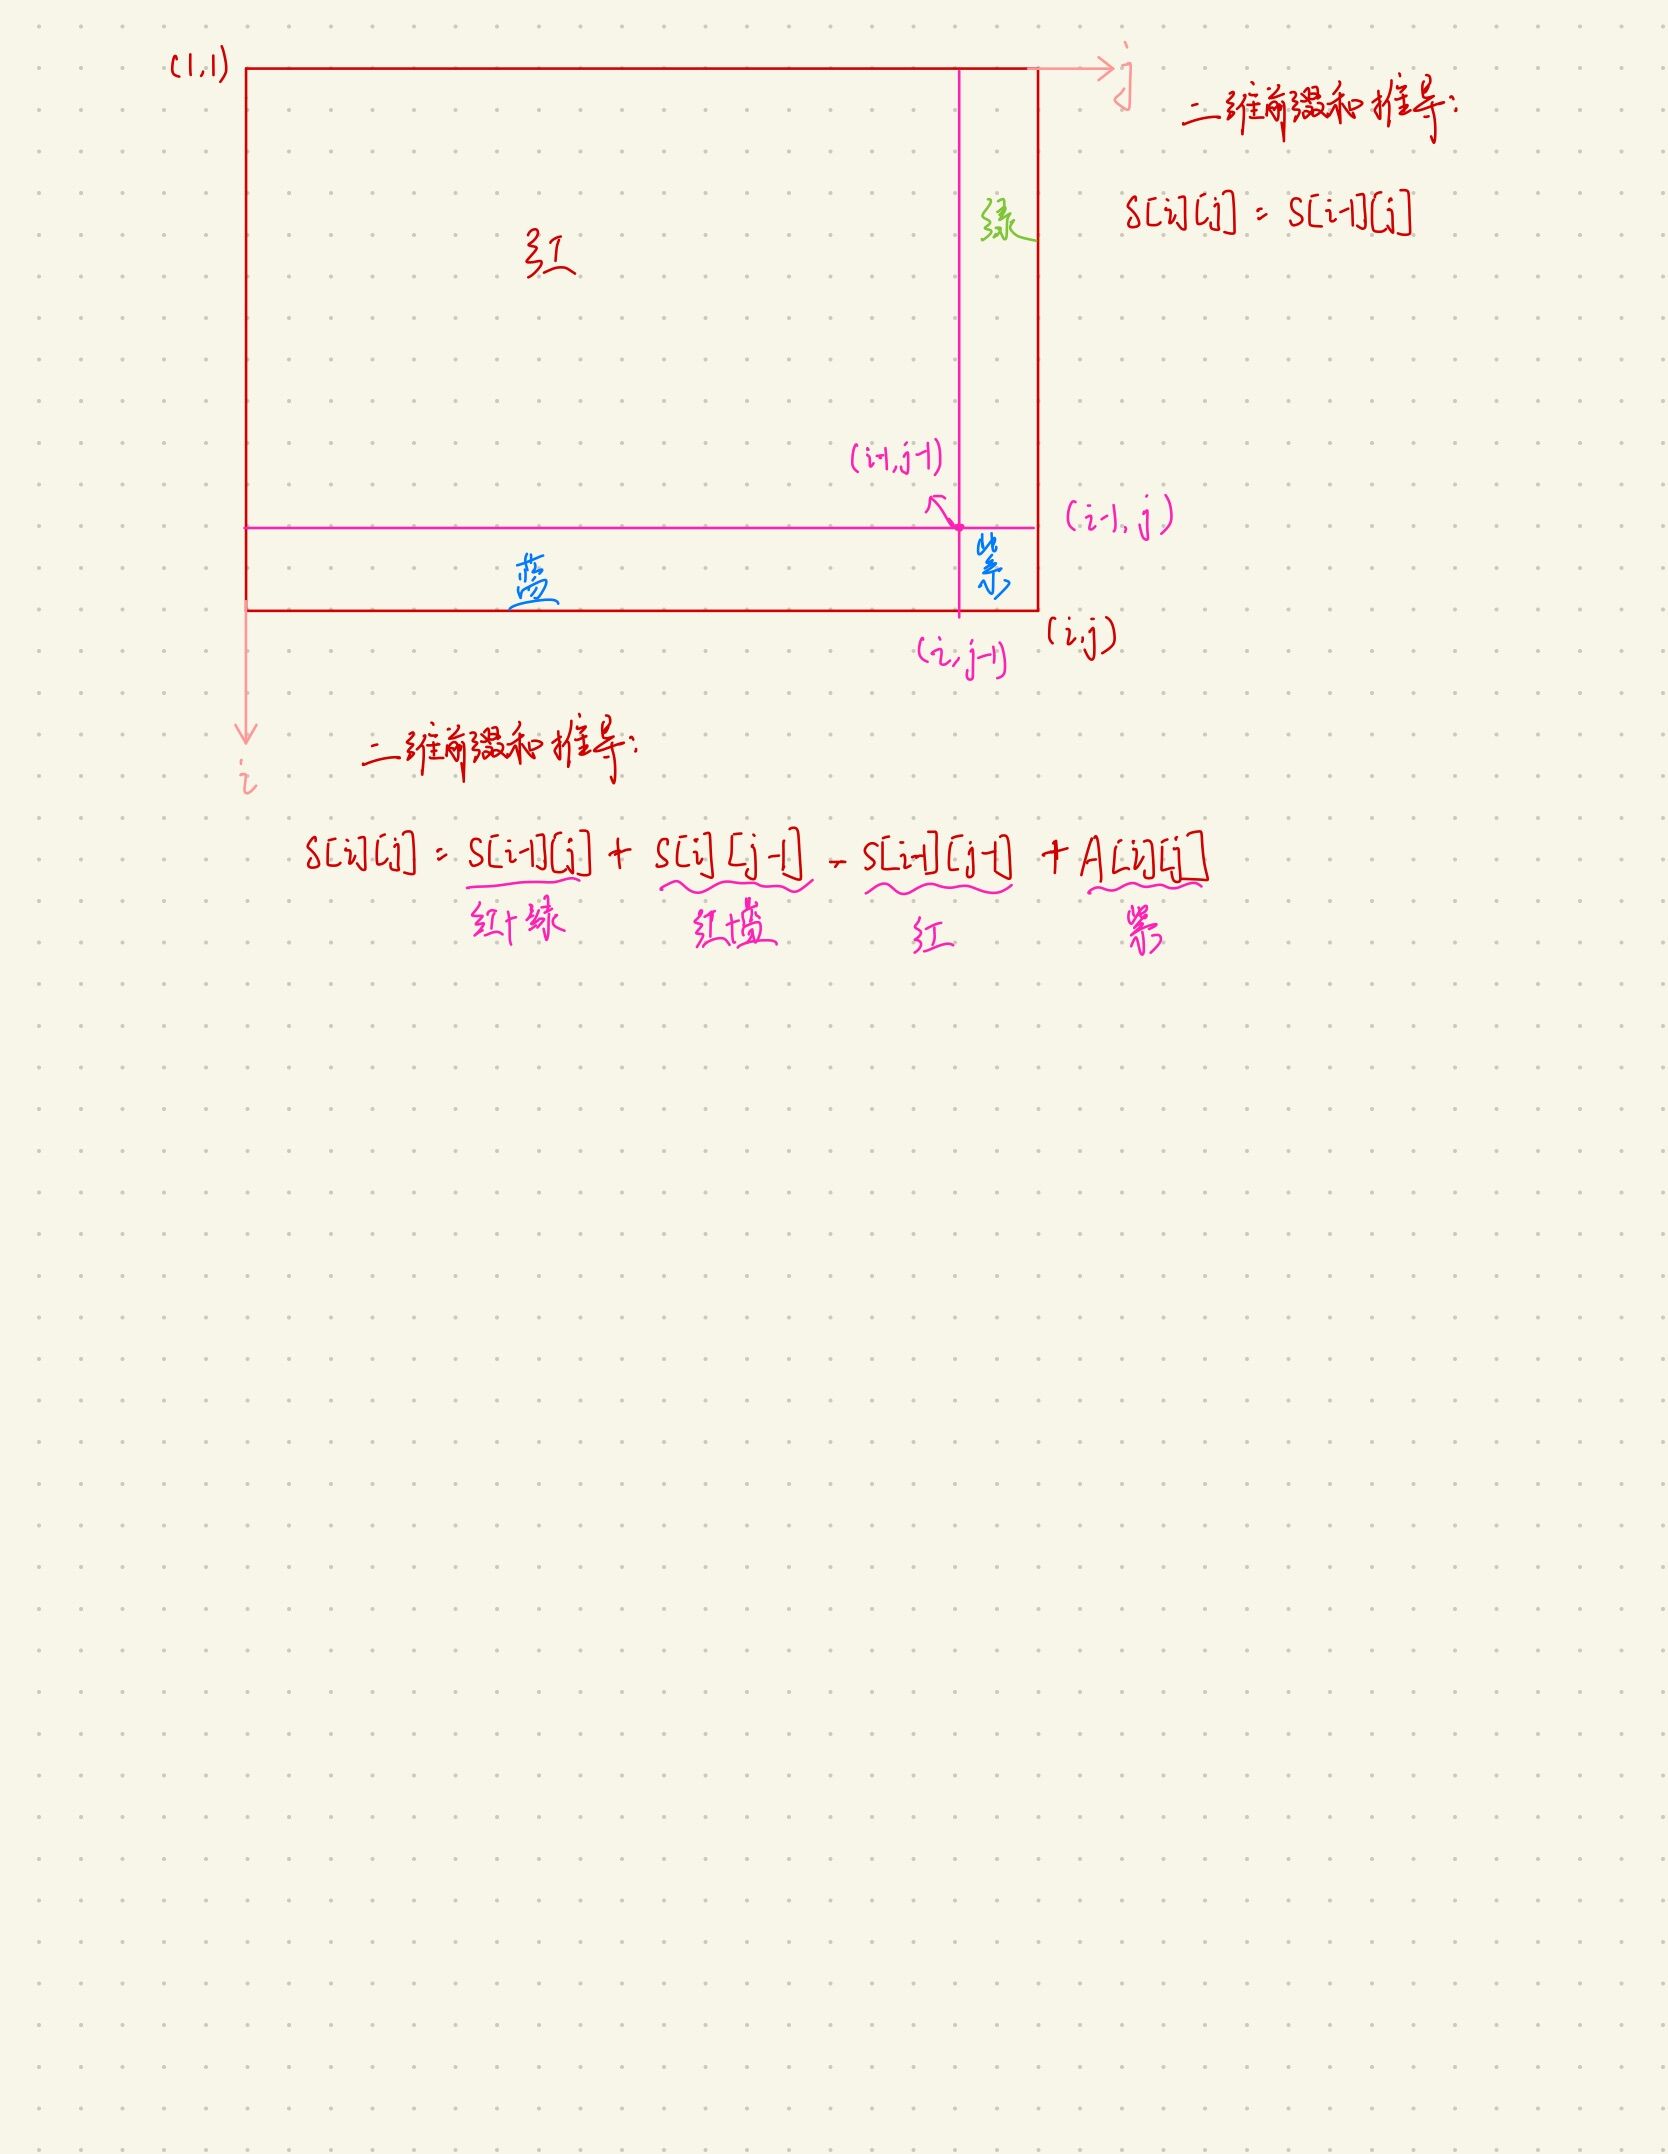 (1,1)
j
二维前缀和推导:
S[i][j] = S[i-1][j]
绿
红
(i-1,j-1)
(i-1,j)
蓝
紫
(i,j)
(i,j-1)
二维前缀和推导:
i
S[i][j] = S[i-1][j] + S[i][j-1] - S[i-1][j-1] + A[i][j]
红+绿 红+蓝 红 紫